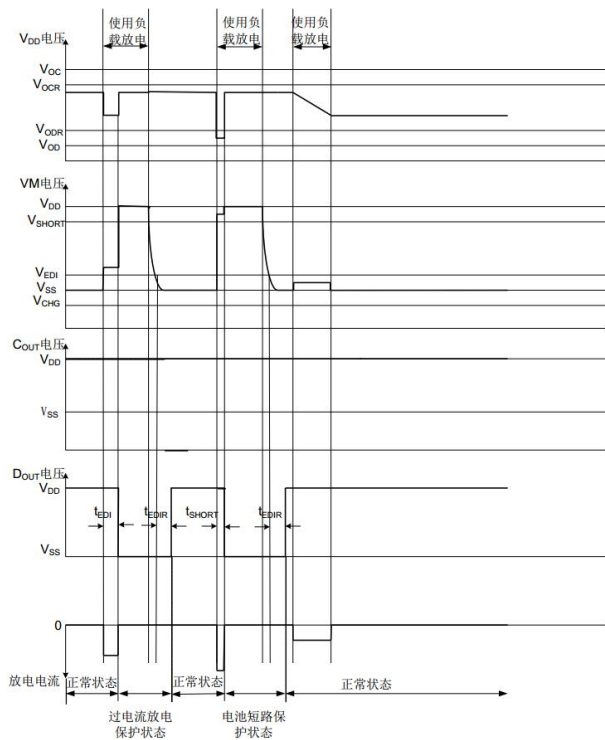 使用负 使用负 使用负
载放电 载放电 载放电
VDD电压
VOC
VOCR
VODR
VOD
VM电压
VDD
VSHORT
VEDI
VSS
VCHG
COUT电压
VDD
VSS
DOUT电压
VDD
tEDI tEDIR tSHORT tEDIR
VSS
0
放电电流 正常状态 正常状态 正常状态
过电流放电 电池短路保
保护状态 护状态